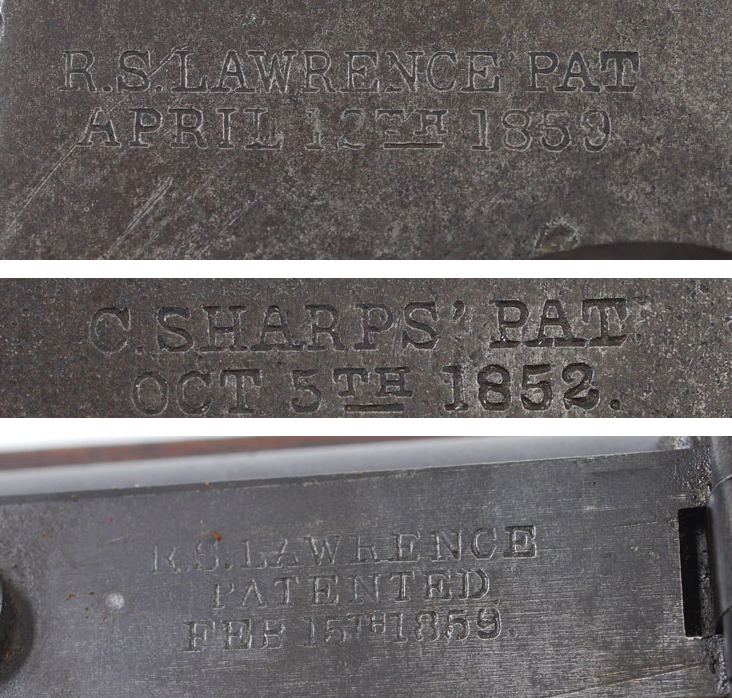 R.S. LAWRENCE PAT
APRIL 12TH 1859
C. SHARPS' PAT.
OCT 5TH 1852.
R.S. LAWRENCE
PATENTED
FEB 15TH 1859.